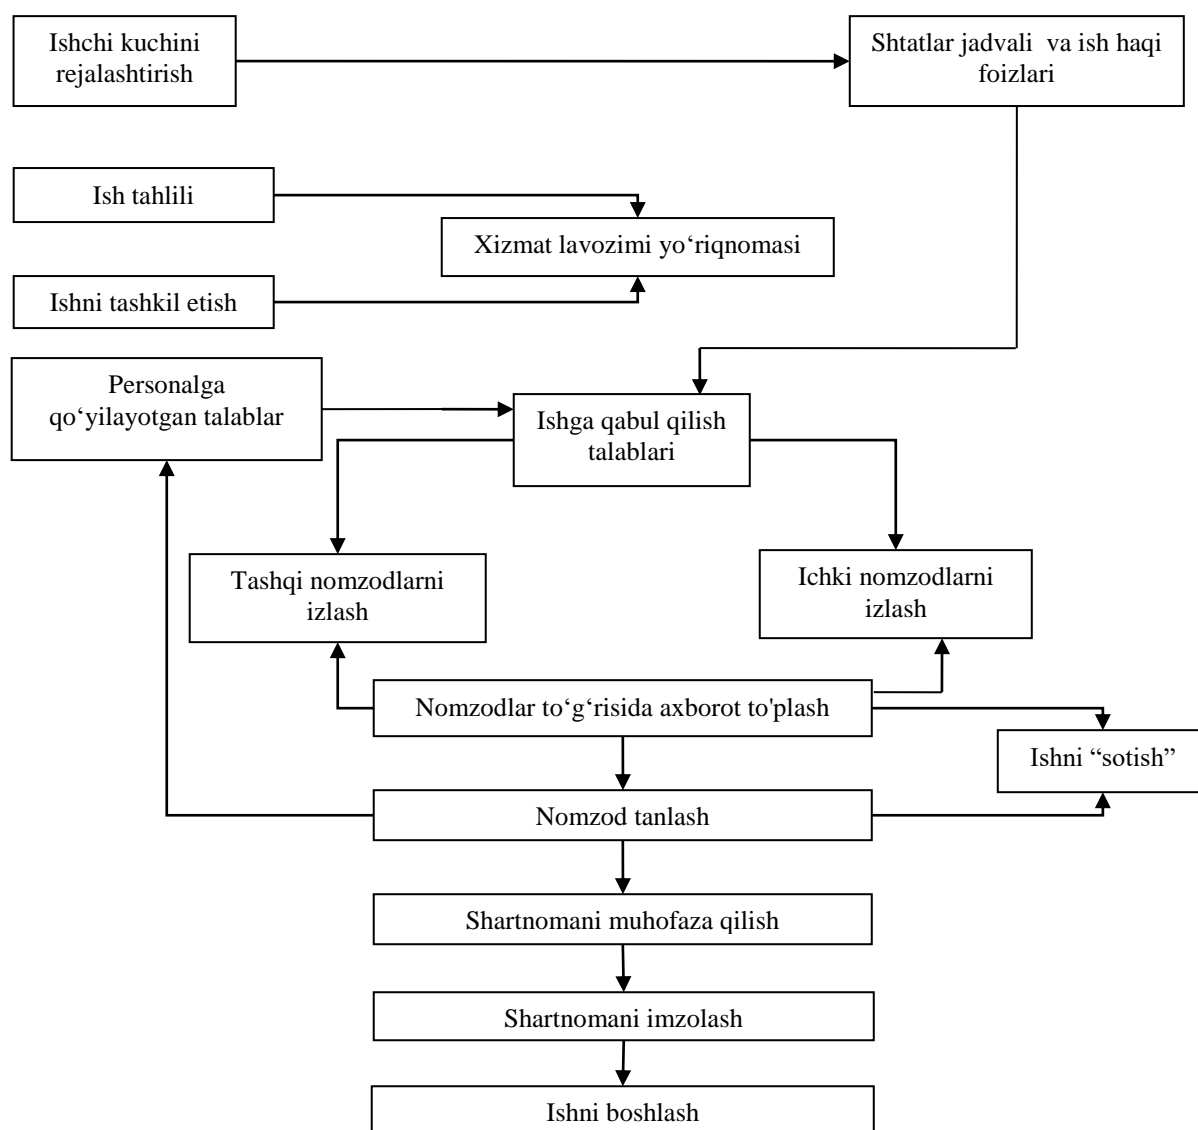 Ishchi kuchini
rejalashtirish
Shtatlar jadvali va ish haqi
foizlari
Ish tahlili
Xizmat lavozimi yo‘riqnomasi
Ishni tashkil etish
Personalga
qo‘yilayotgan talablar
Ishga qabul qilish
talablari
Tashqi nomzodlarni
izlash
Ichki nomzodlarni
izlash
Nomzodlar to‘g‘risida axborot to'plash
Ishni “sotish”
Nomzod tanlash
Shartnomani muhofaza qilish
Shartnomani imzolash
Ishni boshlash